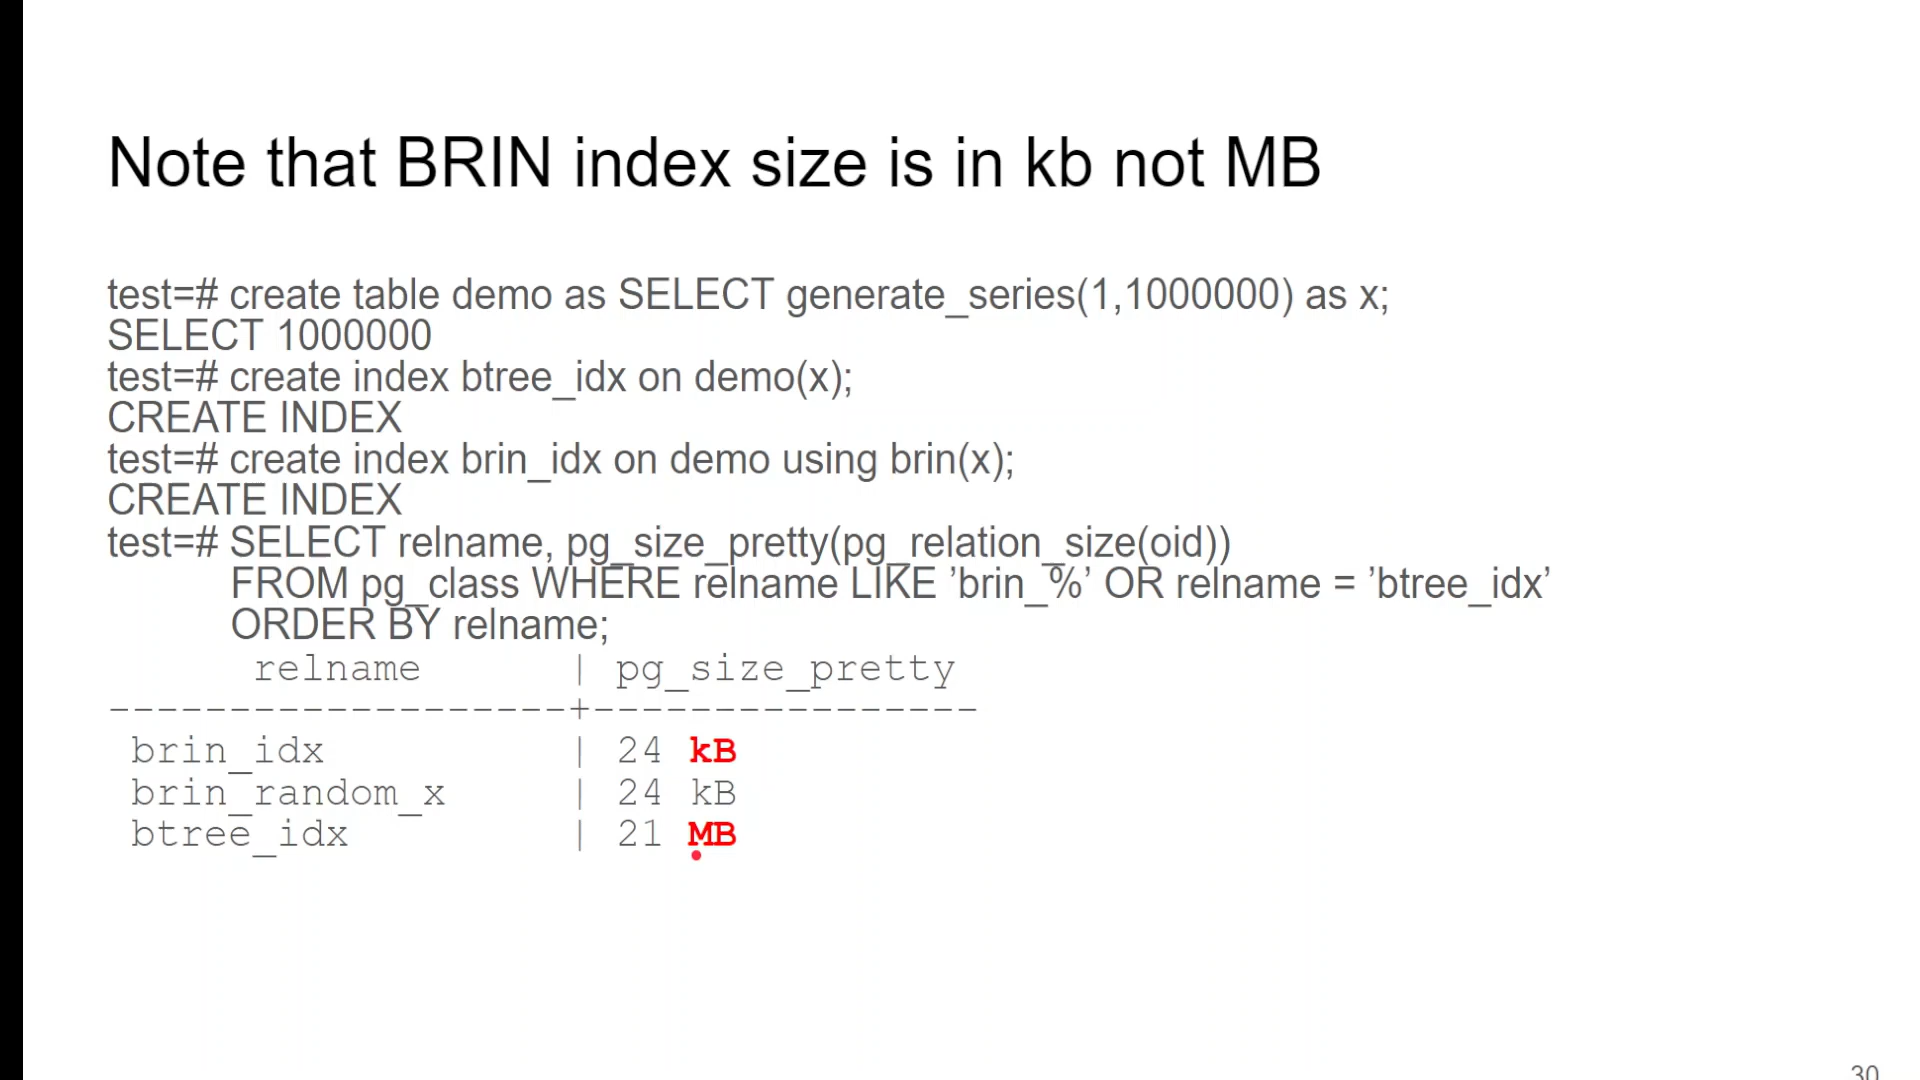 Note that BRIN index size is in kb not MB
test=# create table demo as SELECT generate_series(1,1000000) as x;
SELECT 1000000
test=# create index btree_idx on demo(x);
CREATE INDEX
test=# create index brin_idx on demo using brin(x);
CREATE INDEX
test=# SELECT relname, pg_size_pretty(pg_relation_size(oid))
FROM pg_class WHERE relname LIKE ’brin_%’ OR relname = ’btree_idx’
ORDER BY relname;
relname | pg_size_pretty
-------------------+----------------
brin_idx | 24 kB
brin_random_x | 24 kB
btree_idx | 21 MB
30